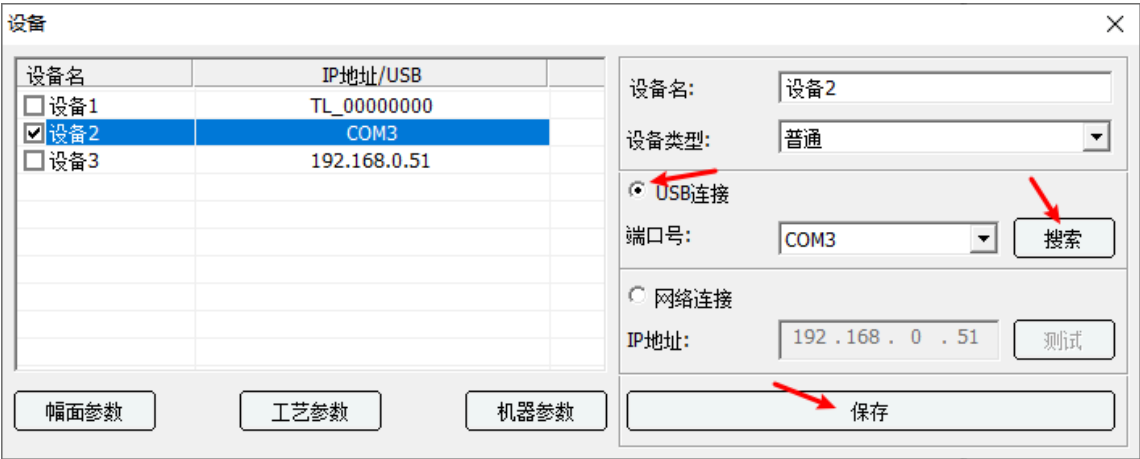 设备
设备名 IP地址/USB
设备1 TL_00000000
设备2 COM3
设备3 192.168.0.51
设备名: 设备2
设备类型: 普通
USB连接
端口号: COM3 搜索
网络连接
IP地址: 192 . 168 . 0 . 51 测试
幅面参数 工艺参数 机器参数 保存